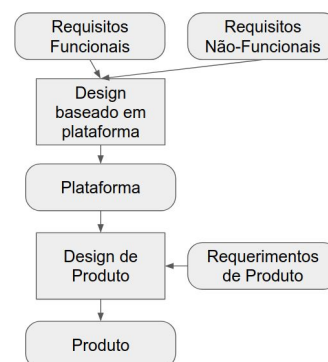 Requisitos
Funcionais
Requisitos
Não-Funcionais
Design
baseado em
plataforma
Plataforma
Design de
Produto
Requerimentos
de Produto
Produto